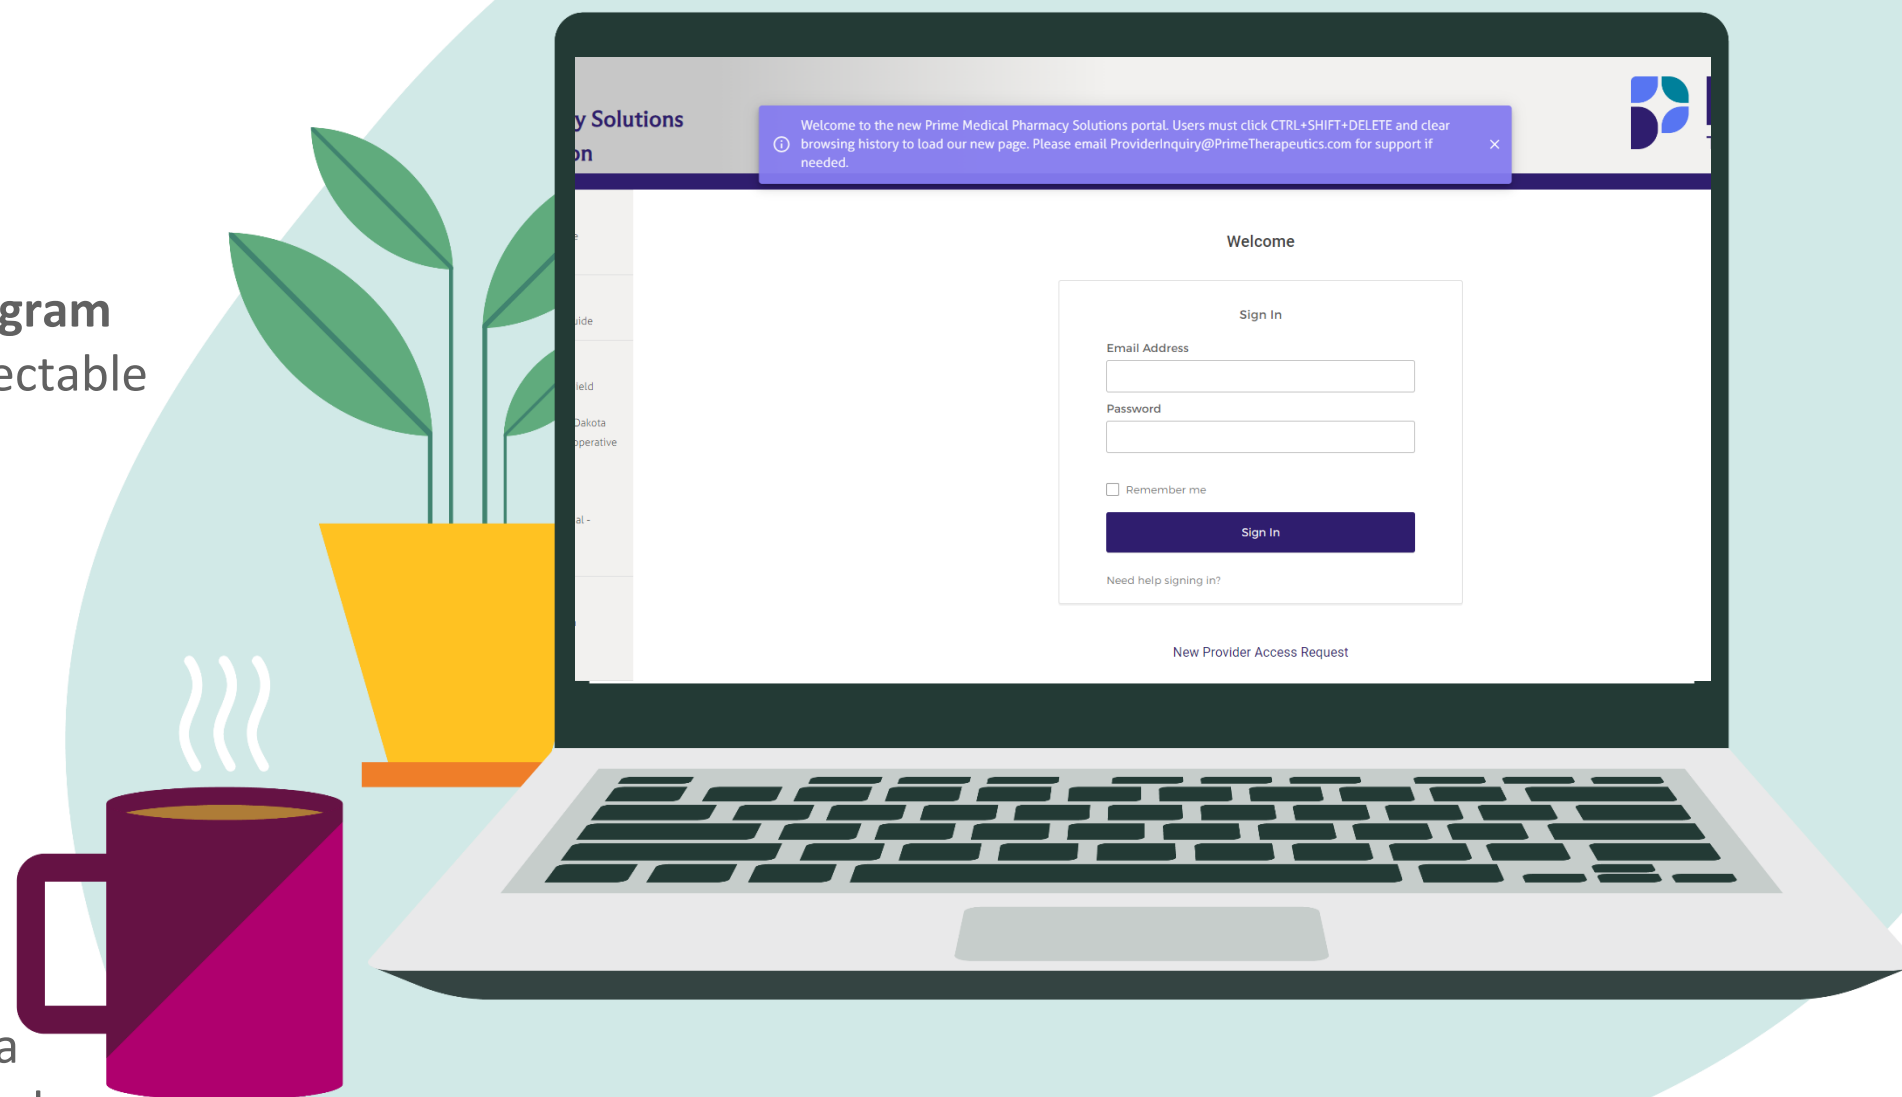 y Solutions
on
Welcome to the new Prime Medical Pharmacy Solutions portal. Users must click CTRL+SHIFT+DELETE and clear
browsing history to load our new page. Please email ProviderInquiry@PrimeTherapeutics.com for support if
needed.
Welcome
Sign In
Email Address
Password
Remember me
Sign In
Need help signing in?
New Provider Access Request
e
uide
ield
Dakota
operative
al -
gram
ectable
a